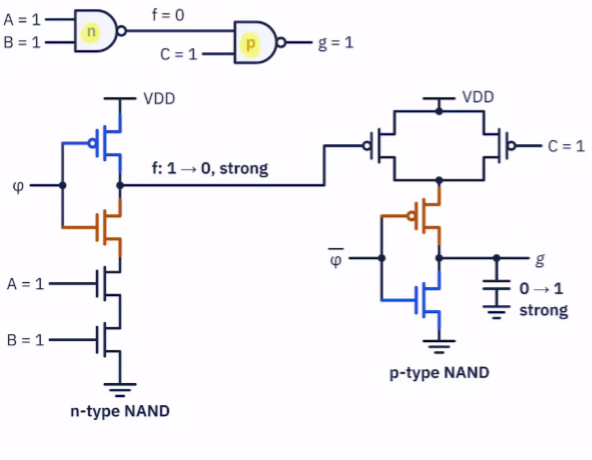 A = 1
B = 1
n
f = 0
C = 1
p
g = 1
VDD
φ
f: 1 → 0, strong
A = 1
B = 1
n-type NAND
VDD
C = 1
φ̅
g
0 → 1
strong
p-type NAND